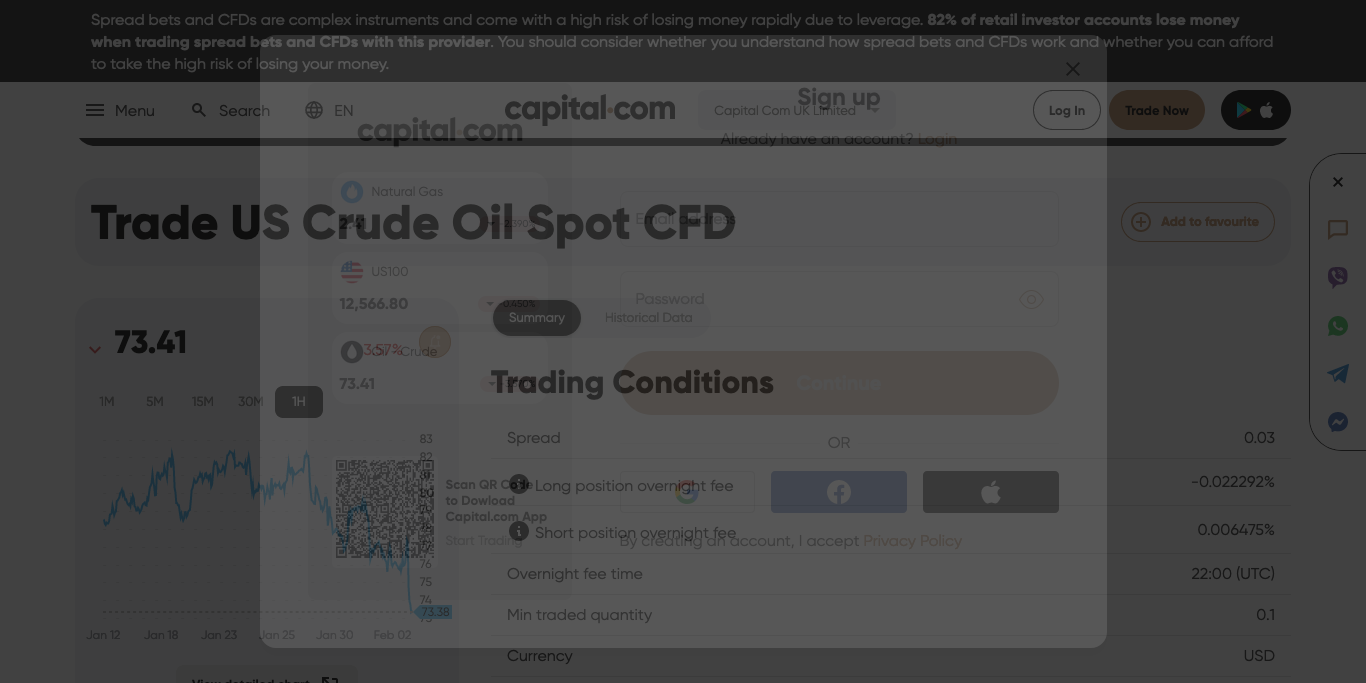 Spread bets and CFDs are complex instruments and come with a high risk of losing money rapidly due to leverage. 82% of retail investor accounts lose money
when trading spread bets and CFDs with this provider. You should consider whether you understand how spread bets and CFDs work and whether you can afford
to take the high risk of losing your money.
Menu
Search
EN
capital.com
Capital Com UK Limited
Log In
Trade Now
Sign up
Already have an account? Login
capital.com
Trade US Crude Oil Spot CFD
Add to favourite
Natural Gas
2.41
Email address
US100
12,566.80
-0.450%
Password
Summary
Historical Data
73.41
3.57%
Oil - Crude
73.41
1M
5M
15M
30M
1H
Trading Conditions
Continue
OR
Spread
0.03
Long position overnight fee
-0.022292%
Short position overnight fee
0.006475%
By creating an account, I accept Privacy Policy
Overnight fee time
22:00 (UTC)
Min traded quantity
0.1
Currency
USD
Scan QR Code
to Dowload
Capital.com App
Start Trading
83
82
76
75
74
73.38
Jan 12
Jan 18
Jan 23
Jan 25
Jan 30
Feb 02
View detailed chart